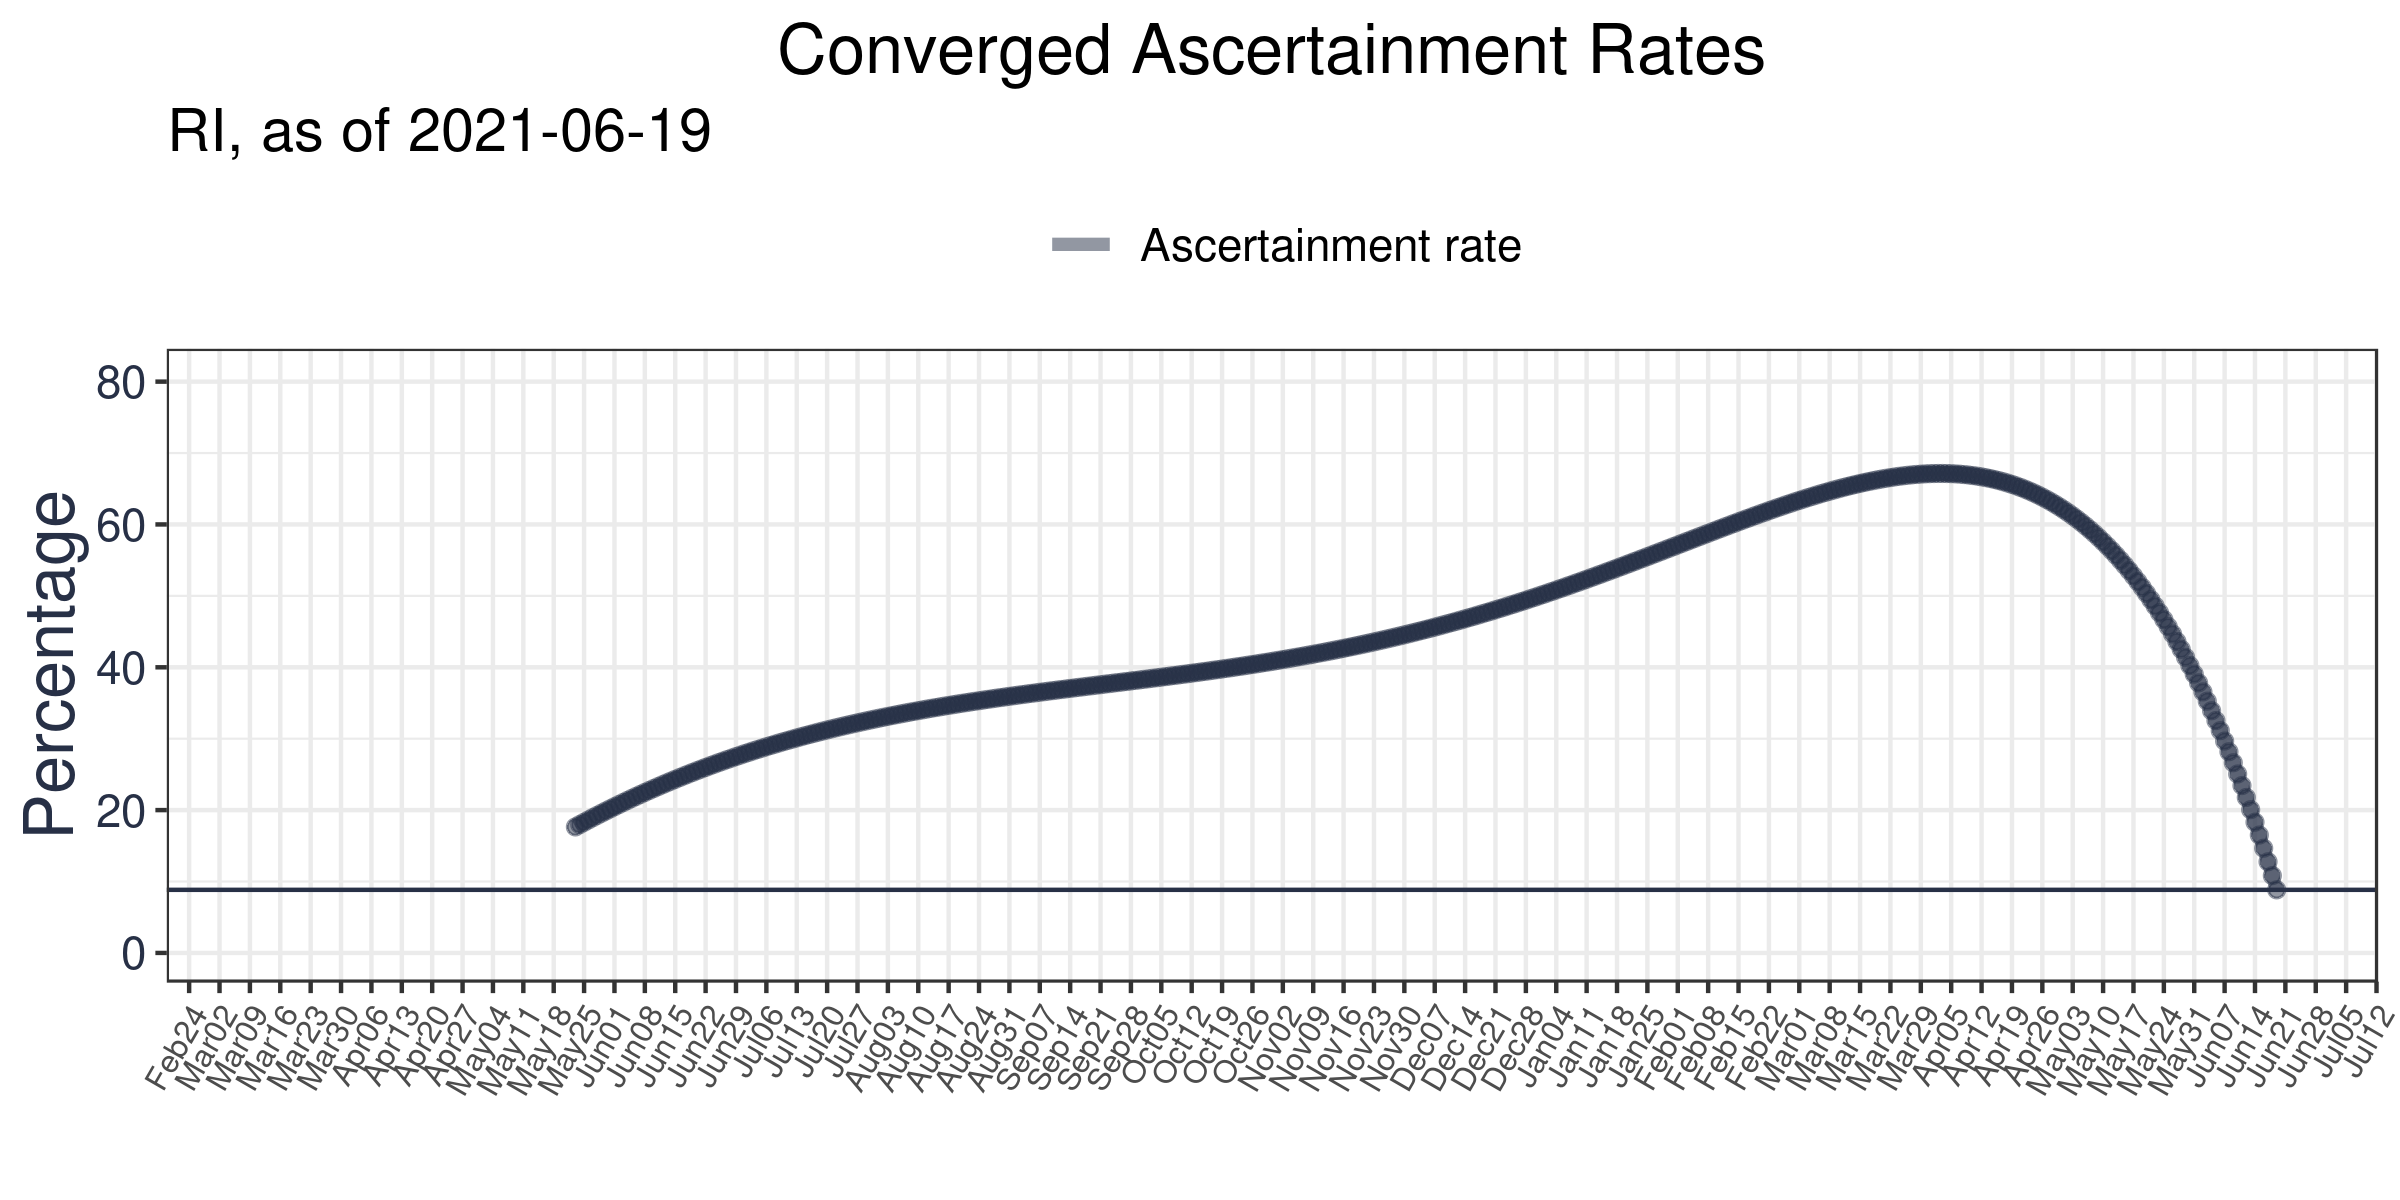 Converged Ascertainment Rates
RI, as of 2021-06-19
Ascertainment rate
Percentage
80
60
40
20
0
Feb24
Mar02
Mar09
Mar16
Mar23
Mar30
Apr06
Apr13
Apr20
Apr27
May04
May11
May18
May25
Jun01
Jun08
Jun15
Jun22
Jun29
Jul06
Jul13
Jul20
Jul27
Aug03
Aug10
Aug17
Aug24
Aug31
Sep07
Sep14
Sep21
Sep28
Oct05
Oct12
Oct19
Oct26
Nov02
Nov09
Nov16
Nov23
Nov30
Dec07
Dec14
Dec21
Dec28
Jan04
Jan11
Jan18
Jan25
Feb01
Feb08
Feb15
Feb22
Mar01
Mar08
Mar15
Mar22
Mar29
Apr05
Apr12
Apr19
Apr26
May03
May10
May17
May24
May31
Jun07
Jun14
Jun21
Jun28
Jul05
Jul12